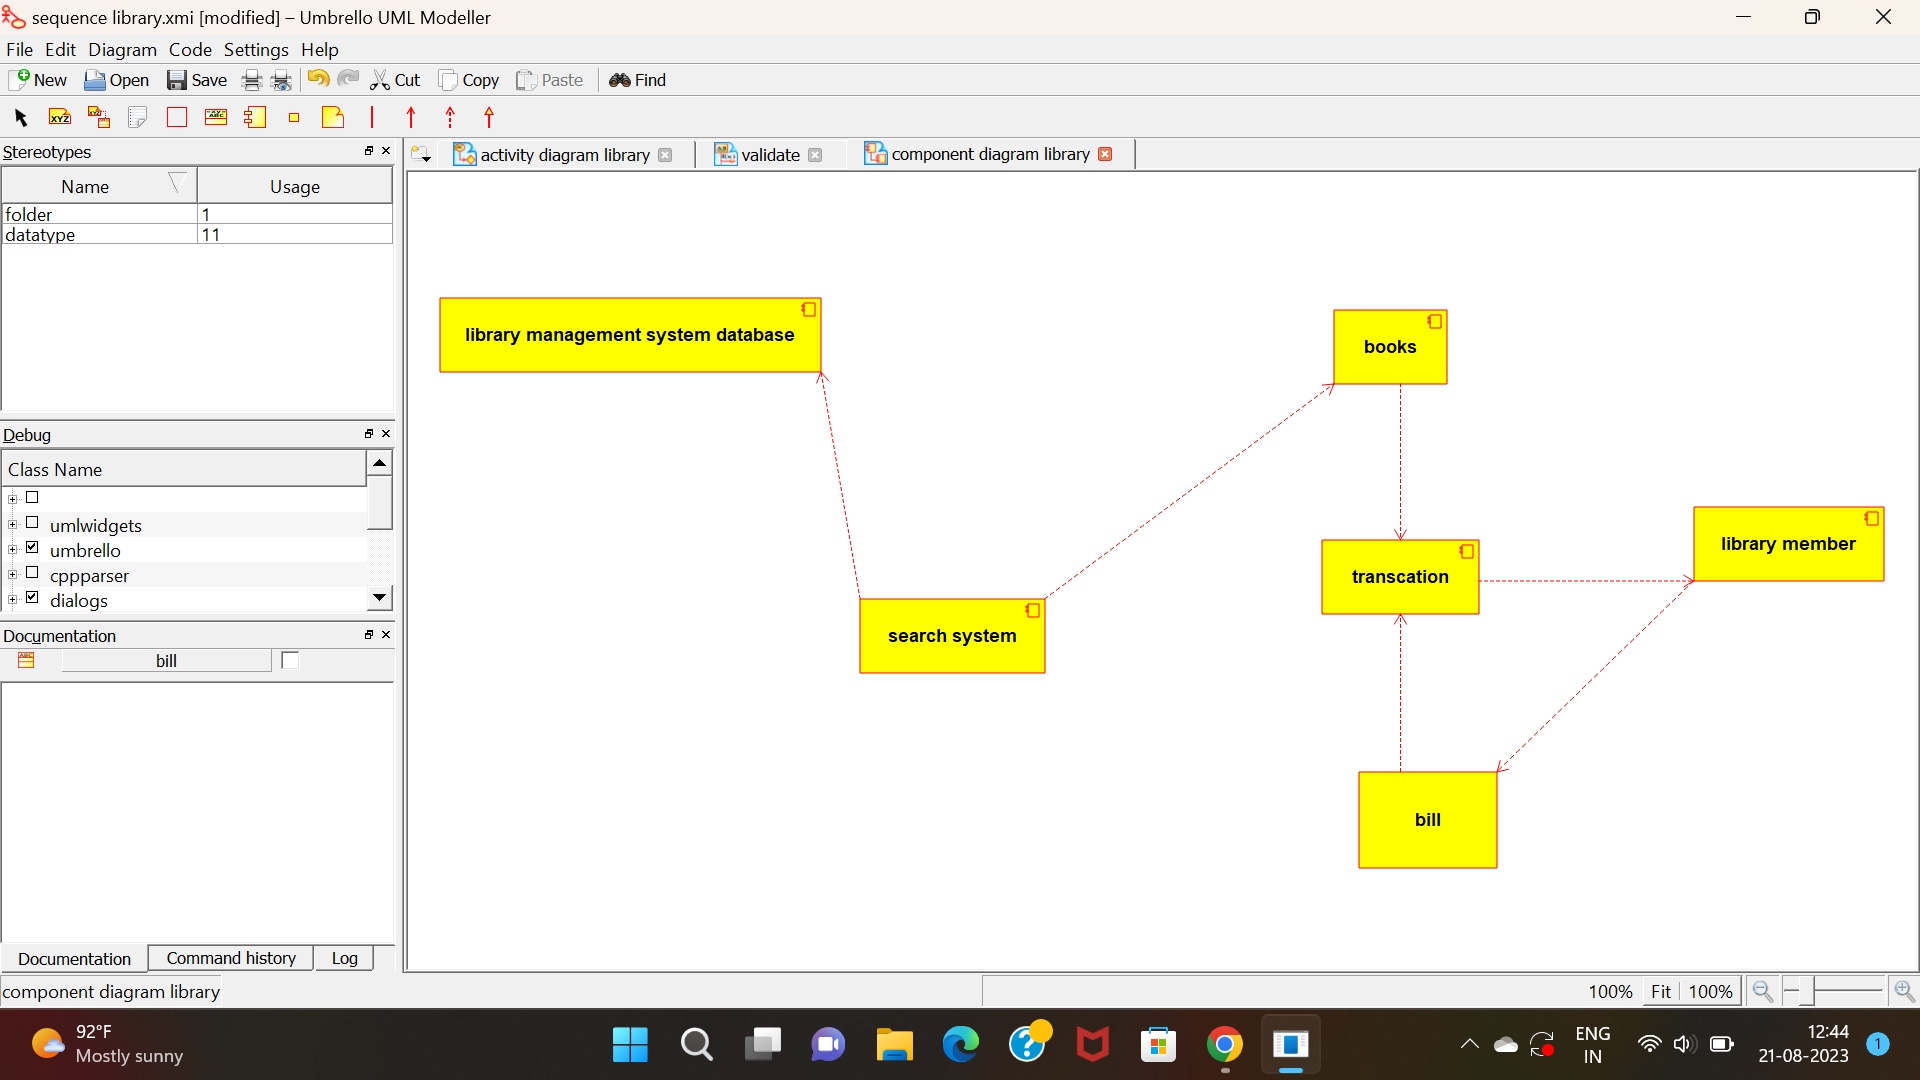 sequence library.xmi [modified] – Umbrello UML Modeller
File Edit Diagram Code Settings Help
New Open Save Cut Copy Paste Find
XYZ
Stereotypes
Name Usage
folder 1
datatype 11
Debug
Class Name
umlwidgets
umbrello
cppparser
dialogs
Documentation
bill
Documentation Command history Log
activity diagram library validate component diagram library
library management system database
books
library member
transcation
search system
bill
component diagram library
100% Fit 100%
92°F
Mostly sunny
ENG
IN
12:44
21-08-2023
1